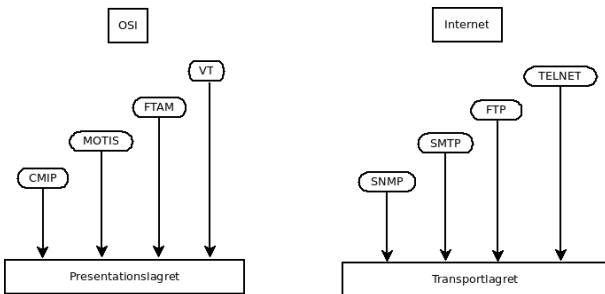 OSI
VT
FTAM
MOTIS
CMIP
Presentationslagret
Internet
TELNET
FTP
SMTP
SNMP
Transportlagret